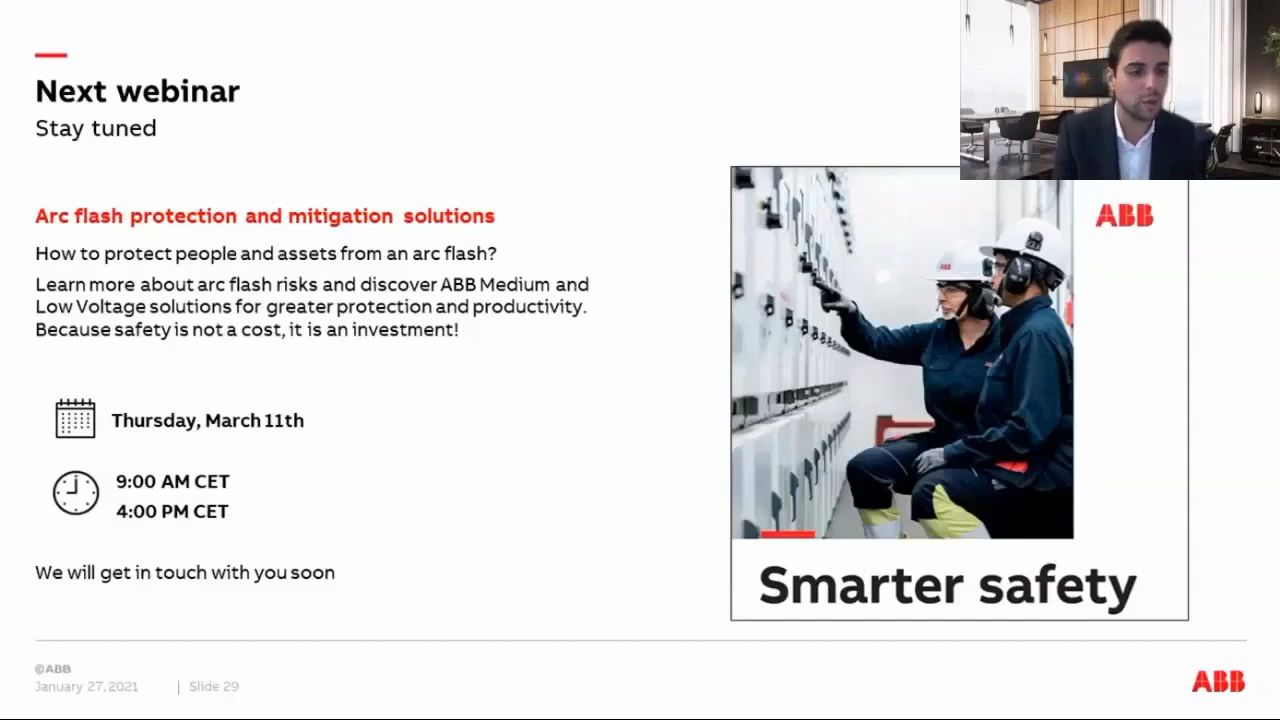 Next webinar
Stay tuned
Arc flash protection and mitigation solutions
How to protect people and assets from an arc flash?
Learn more about arc flash risks and discover ABB Medium and
Low Voltage solutions for greater protection and productivity.
Because safety is not a cost, it is an investment!
Thursday, March 11th
9:00 AM CET
4:00 PM CET
We will get in touch with you soon
ABB
ABB
Smarter safety
©ABB
January 27, 2021 | Slide 29
ABB